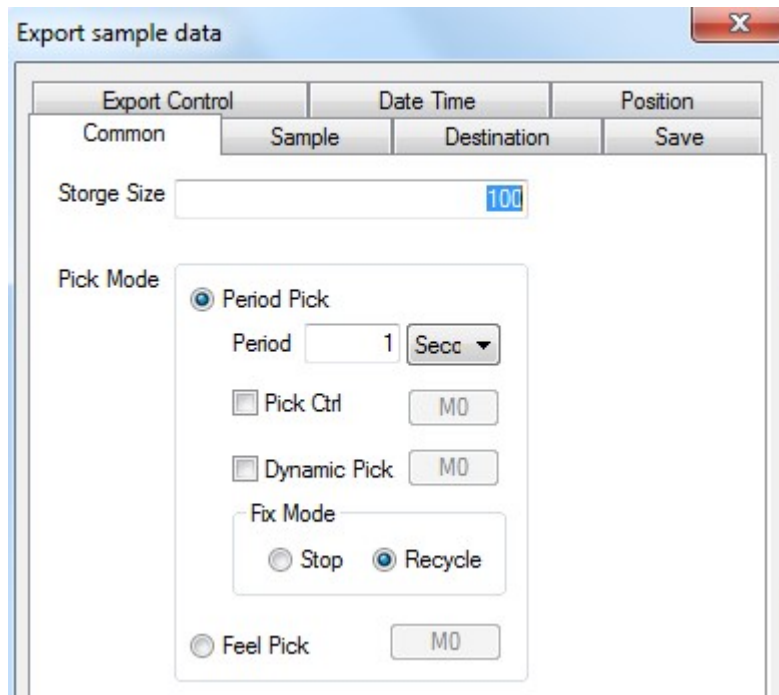 Export sample data
Export Control Date Time Position
Common Sample Destination Save
Storge Size 100
Pick Mode
Period Pick
Period 1 Secc
Pick Ctrl M0
Dynamic Pick M0
Fix Mode
Stop Recycle
Feel Pick M0